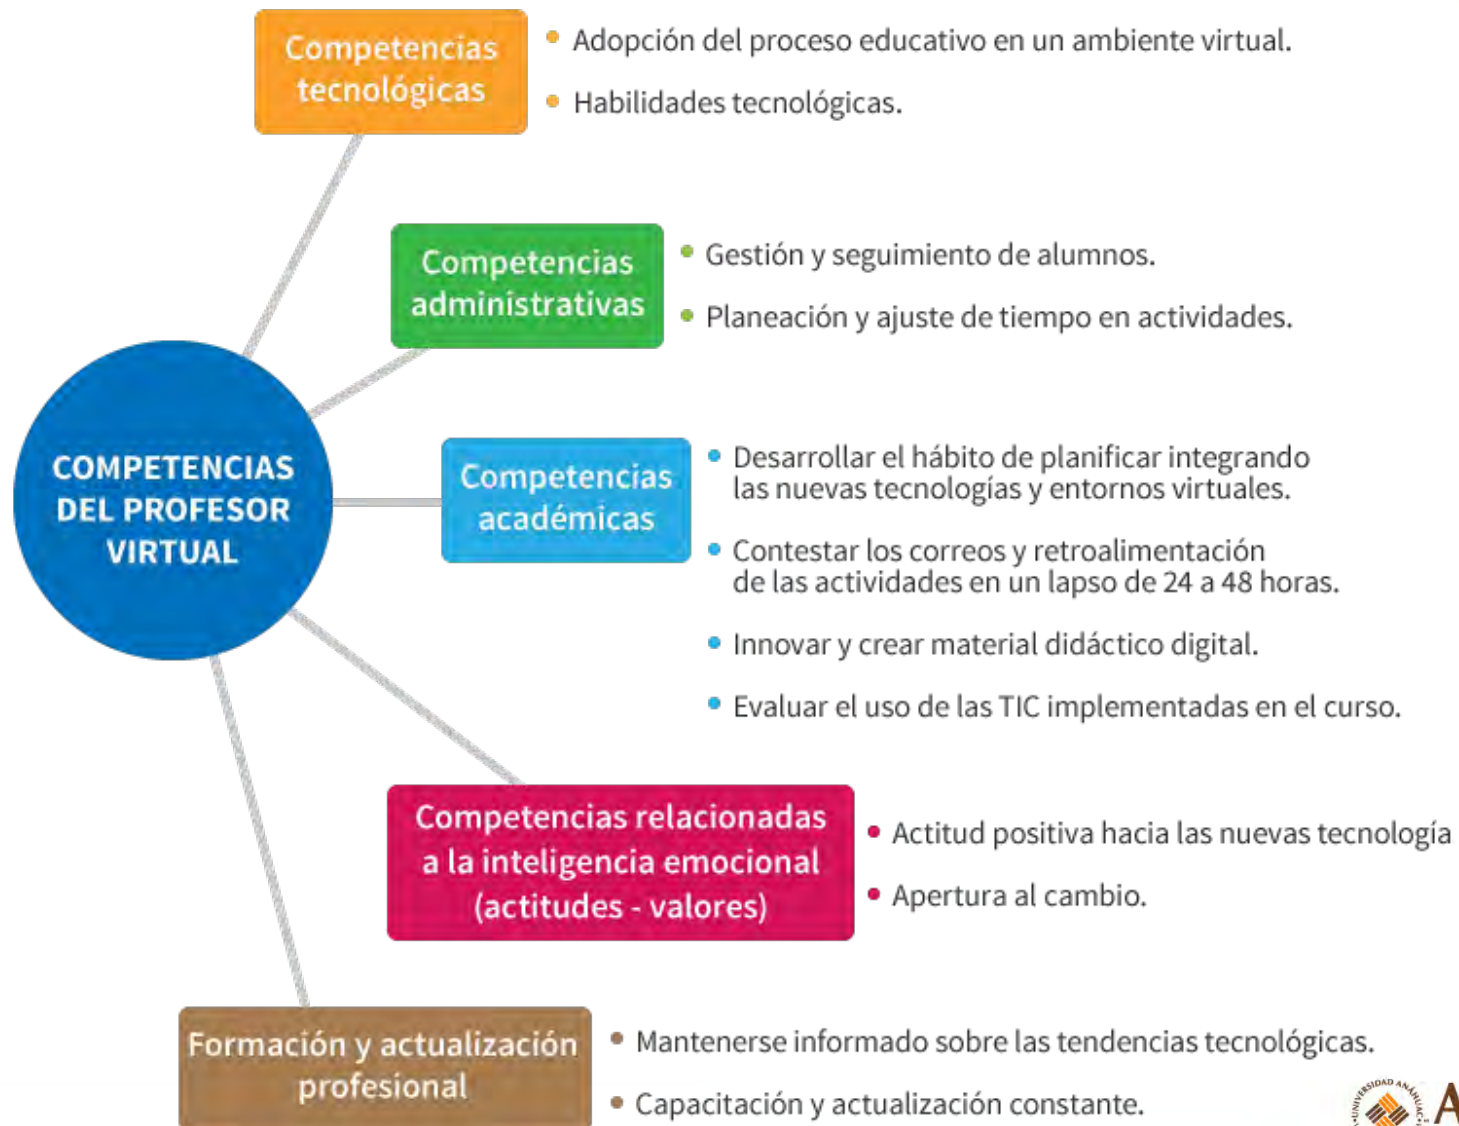 Competencias
tecnológicas
Adopción del proceso educativo en un ambiente virtual.
Habilidades tecnológicas.
Competencias
administrativas
Gestión y seguimiento de alumnos.
Planeación y ajuste de tiempo en actividades.
COMPETENCIAS
DEL PROFESOR
VIRTUAL
Competencias
académicas
Desarrollar el hábito de planificar integrando
las nuevas tecnologías y entornos virtuales.
Contestar los correos y retroalimentación
de las actividades en un lapso de 24 a 48 horas.
Innovar y crear material didáctico digital.
Evaluar el uso de las TIC implementadas en el curso.
Competencias relacionadas
a la inteligencia emocional
(actitudes - valores)
Actitud positiva hacia las nuevas tecnología
Apertura al cambio.
Formación y actualización
profesional
Mantenerse informado sobre las tendencias tecnológicas.
Capacitación y actualización constante.
UNIVERSIDAD ANÁHUAC
A